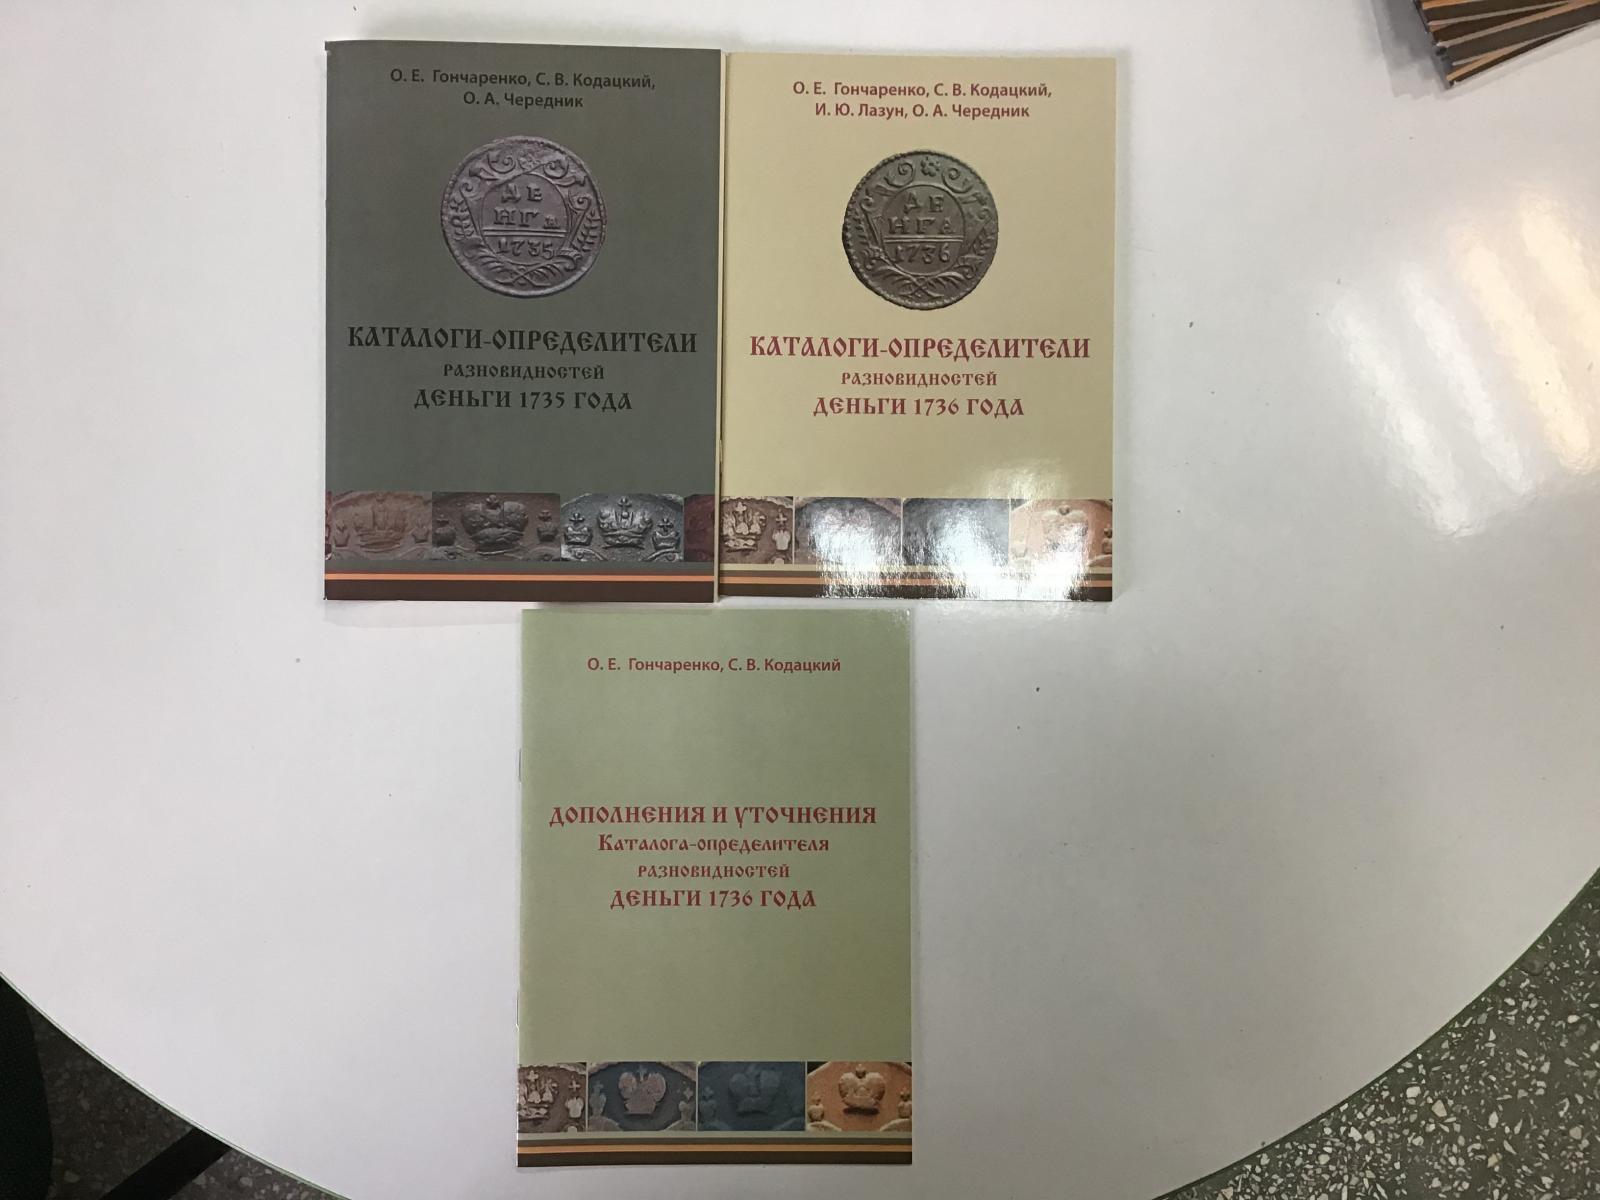 О. Е. Гончаренко, С. В. Кодацкий,
О. А. Чередник
ДЕ
НГА
1735
КАТАЛОГИ-ОПРЕДЕЛИТЕЛИ
РАЗНОВИДНОСТЕЙ
ДЕНЬГИ 1735 ГОДА
О. Е. Гончаренко, С. В. Кодацкий,
И. Ю. Лазун, О. А. Чередник
ДЕ
НГА
1736
КАТАЛОГИ-ОПРЕДЕЛИТЕЛИ
РАЗНОВИДНОСТЕЙ
ДЕНЬГИ 1736 ГОДА
О. Е. Гончаренко, С. В. Кодацкий
ДОПОЛНЕНИЯ И УТОЧНЕНИЯ
Каталога-определителя
РАЗНОВИДНОСТЕЙ
ДЕНЬГИ 1736 ГОДА